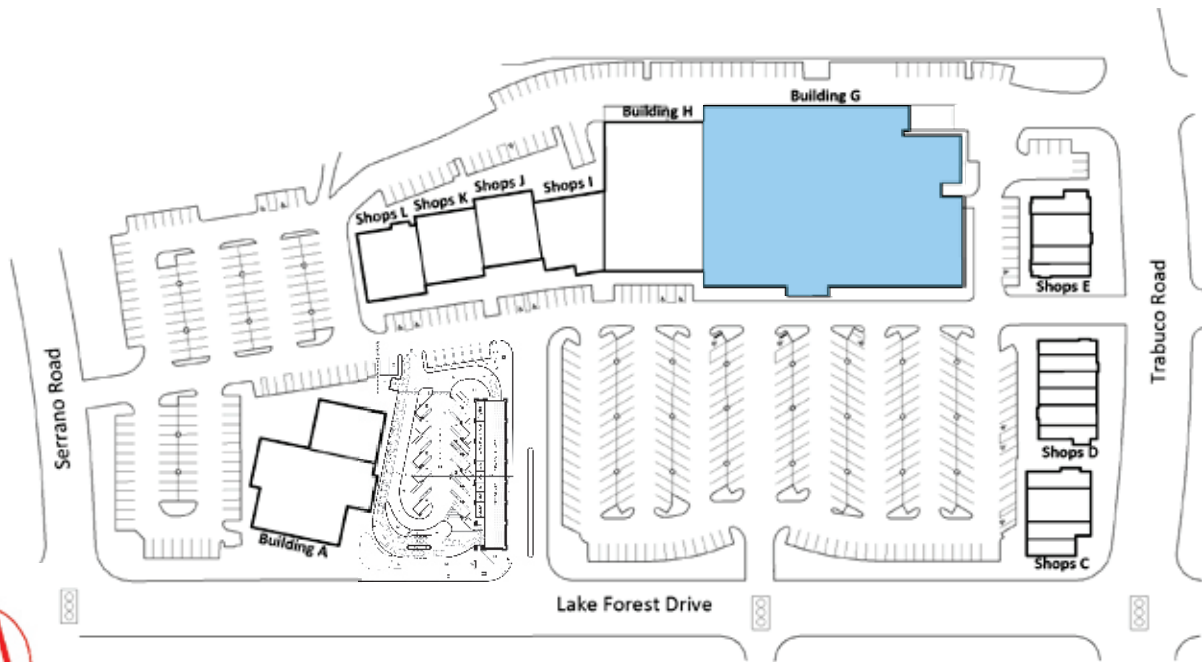 Building G
Building H
Shops I
Shops J
Shops K
Shops L
Shops E
Trabuco Road
Serrano Road
Shops D
Building A
Shops C
Lake Forest Drive